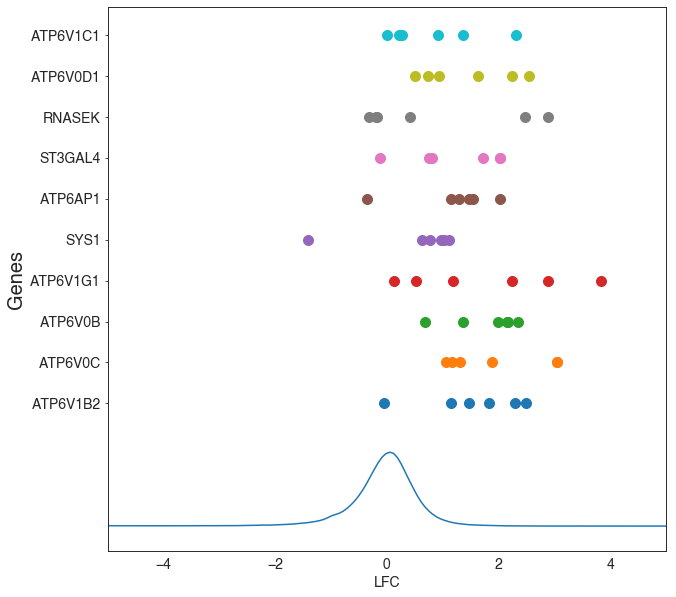 ATP6V1C1
ATP6V0D1
RNASEK
ST3GAL4
ATP6AP1
SYS1
ATP6V1G1
ATP6V0B
ATP6V0C
ATP6V1B2
Genes
−4 −2 0 2 4
LFC